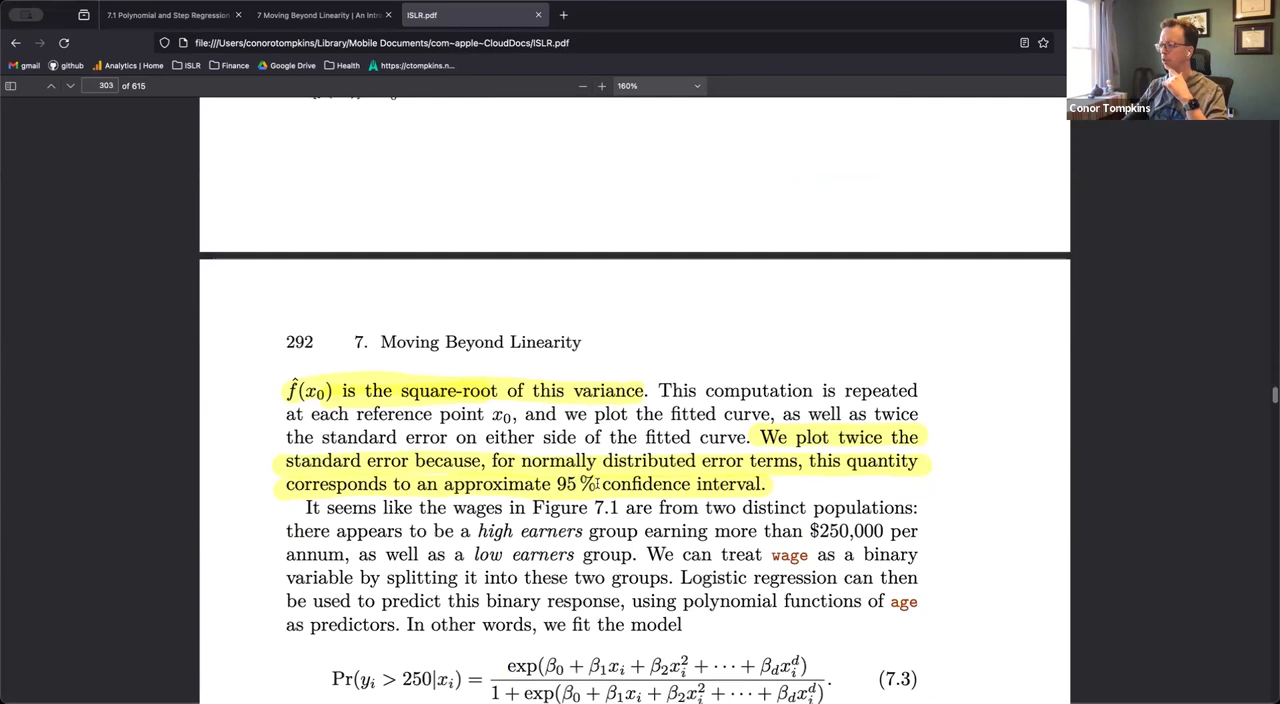 7.1 Polynomial and Step Regression
7 Moving Beyond Linearity | An Intr
ISLR.pdf
file:///Users/conorotompkins/Library/Mobile Documents/com~apple~CloudDocs/ISLR.pdf
gmail
github
Analytics | Home
ISLR
Finance
Google Drive
Health
https://ctompkins.n...
303 of 615
160%
Conor Tompkins
292 7. Moving Beyond Linearity
f̂(x₀) is the square-root of this variance. This computation is repeated
at each reference point x₀, and we plot the fitted curve, as well as twice
the standard error on either side of the fitted curve. We plot twice the
standard error because, for normally distributed error terms, this quantity
corresponds to an approximate 95 % confidence interval.
It seems like the wages in Figure 7.1 are from two distinct populations:
there appears to be a high earners group earning more than $250,000 per
annum, as well as a low earners group. We can treat wage as a binary
variable by splitting it into these two groups. Logistic regression can then
be used to predict this binary response, using polynomial functions of age
as predictors. In other words, we fit the model
Pr(yᵢ > 250|xᵢ) = exp(β₀ + β₁xᵢ + β₂xᵢ² + ⋯ + β_d xᵢᵈ) / 1 + exp(β₀ + β₁xᵢ + β₂xᵢ² + ⋯ + β_d xᵢᵈ). (7.3)